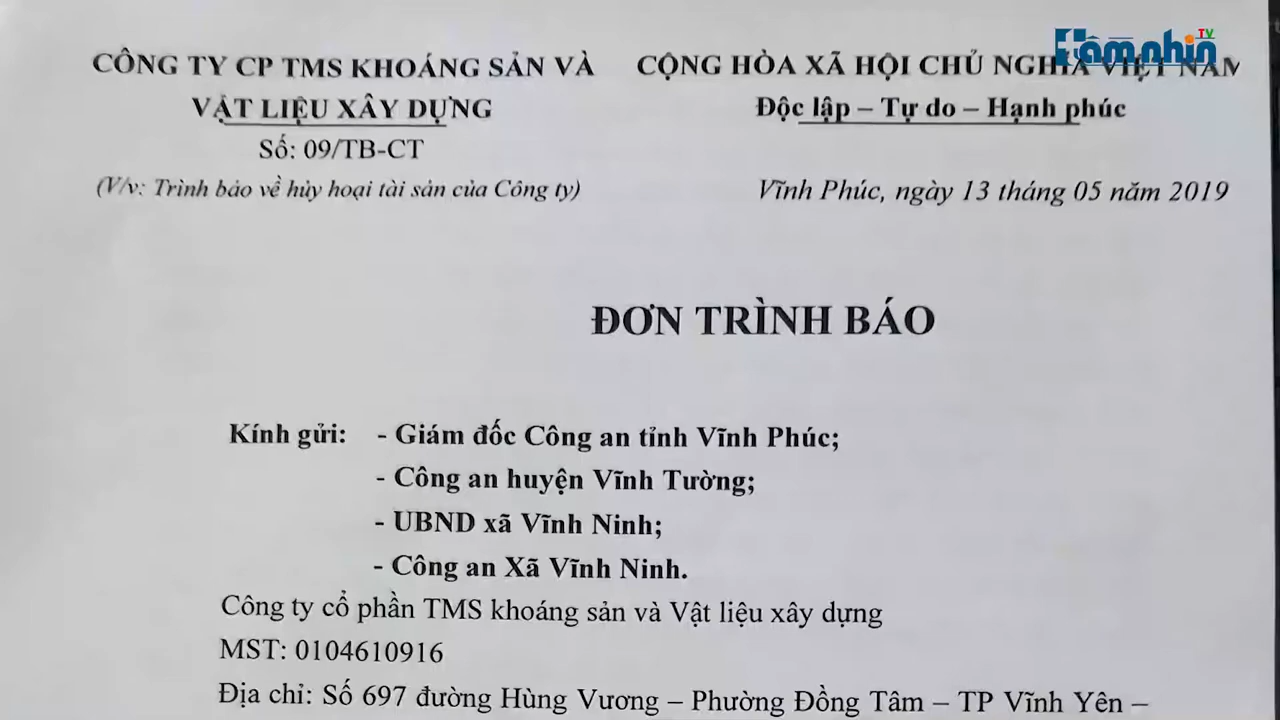 TV
Tầm nhìn
CÔNG TY CP TMS KHOÁNG SẢN VÀ
VẬT LIỆU XÂY DỰNG
Số: 09/TB-CT
(V/v: Trình báo về hủy hoại tài sản của Công ty)
CỘNG HÒA XÃ HỘI CHỦ NGHĨA VIỆT NAM
Độc lập – Tự do – Hạnh phúc
Vĩnh Phúc, ngày 13 tháng 05 năm 2019
ĐƠN TRÌNH BÁO
Kính gửi: - Giám đốc Công an tỉnh Vĩnh Phúc;
- Công an huyện Vĩnh Tường;
- UBND xã Vĩnh Ninh;
- Công an Xã Vĩnh Ninh.
Công ty cổ phần TMS khoáng sản và Vật liệu xây dựng
MST: 0104610916
Địa chỉ: Số 697 đường Hùng Vương – Phường Đồng Tâm – TP Vĩnh Yên –